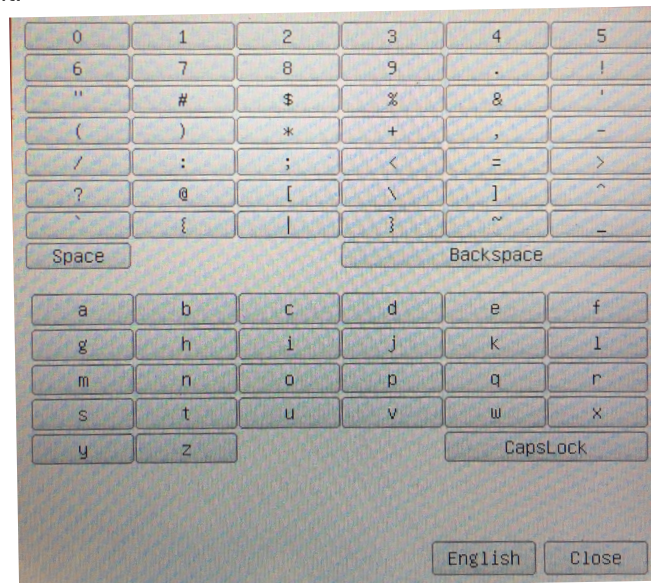 0 1 2 3 4 5
6 7 8 9 . !
" # $ % & '
( ) * + , -
/ : ; < = >
? @ [ \ ] ^
` { | } ~ _
Space Backspace
a b c d e f
g h i j k l
m n o p q r
s t u v w x
y z CapsLock
English Close